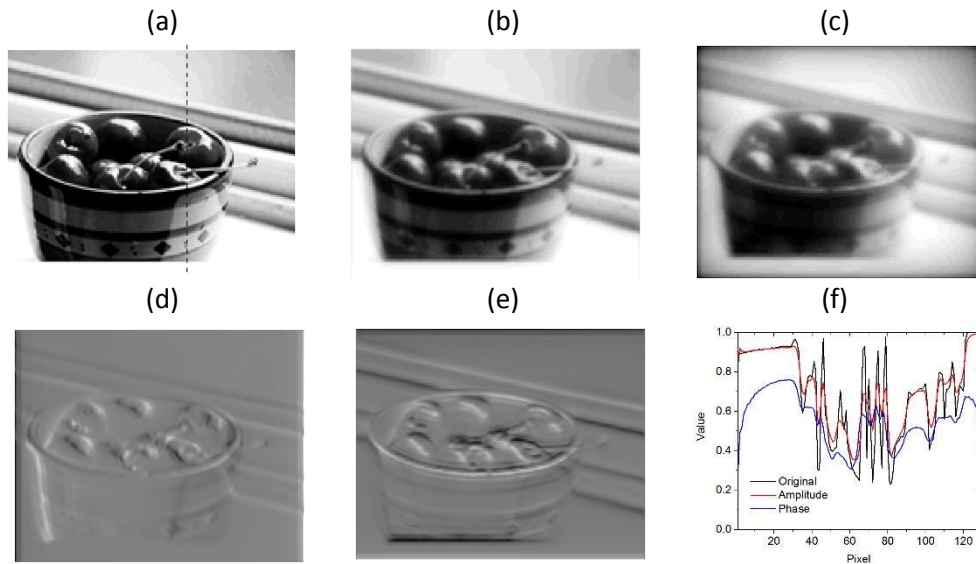 (a) (b) (c)
(d) (e) (f)
1.0
0.8
0.6
0.4
0.2
0.0
Value
Original
Amplitude
Phase
20 40 60 80 100 120
Pixel